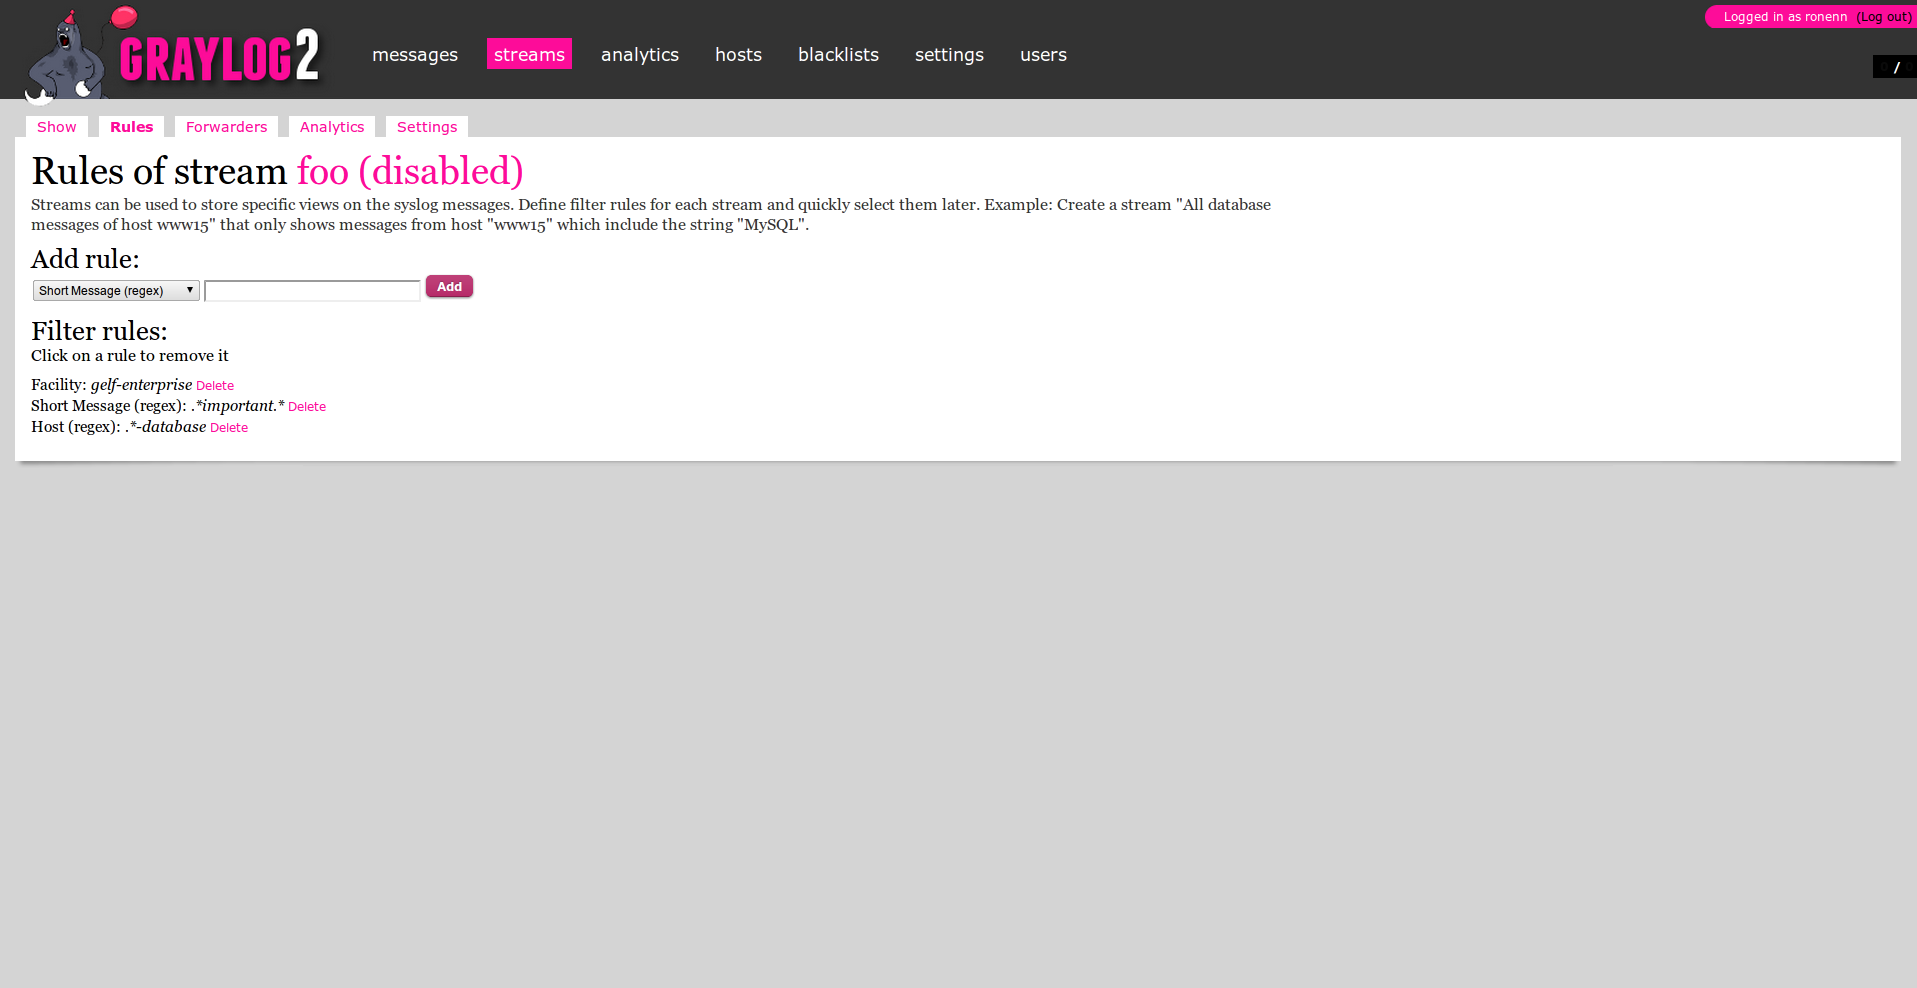 Logged in as ronenn (Log out)
GRAYLOG2
messages streams analytics hosts blacklists settings users
/
Show Rules Forwarders Analytics Settings
Rules of stream foo (disabled)
Streams can be used to store specific views on the syslog messages. Define filter rules for each stream and quickly select them later. Example: Create a stream "All database
messages of host www15" that only shows messages from host "www15" which include the string "MySQL".
Add rule:
Short Message (regex) Add
Filter rules:
Click on a rule to remove it
Facility: gelf-enterprise Delete
Short Message (regex): .*important.* Delete
Host (regex): .*-database Delete